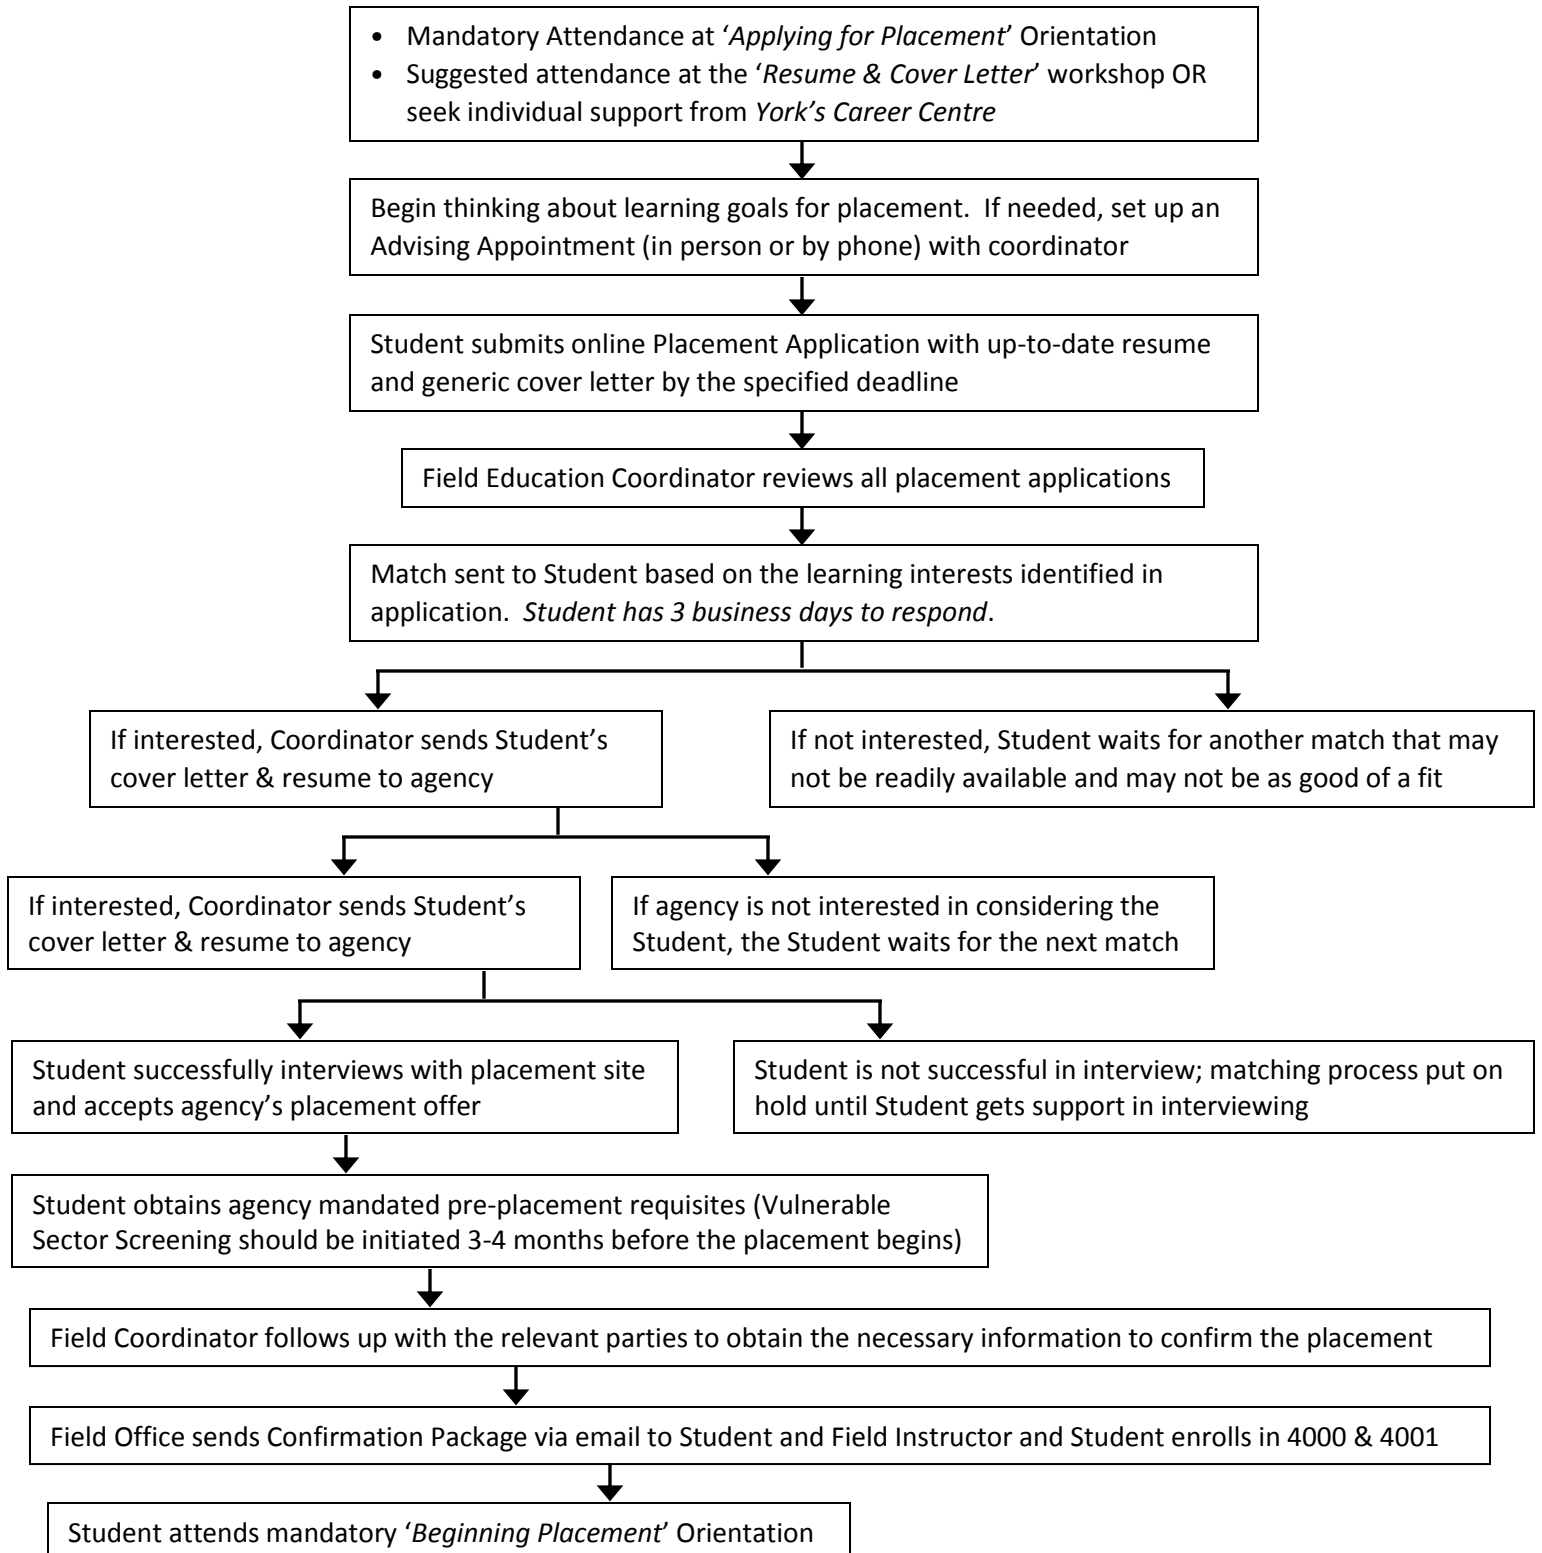 • Mandatory Attendance at ‘Applying for Placement’ Orientation
• Suggested attendance at the ‘Resume & Cover Letter’ workshop OR
seek individual support from York’s Career Centre
Begin thinking about learning goals for placement.  If needed, set up an
Advising Appointment (in person or by phone) with coordinator
Student submits online Placement Application with up-to-date resume
and generic cover letter by the specified deadline
Field Education Coordinator reviews all placement applications
Match sent to Student based on the learning interests identified in
application.  Student has 3 business days to respond.
If interested, Coordinator sends Student’s
cover letter & resume to agency
If not interested, Student waits for another match that may
not be readily available and may not be as good of a fit
If interested, Coordinator sends Student’s
cover letter & resume to agency
If agency is not interested in considering the
Student, the Student waits for the next match
Student successfully interviews with placement site
and accepts agency’s placement offer
Student is not successful in interview; matching process put on
hold until Student gets support in interviewing
Student obtains agency mandated pre-placement requisites (Vulnerable
Sector Screening should be initiated 3-4 months before the placement begins)
Field Coordinator follows up with the relevant parties to obtain the necessary information to confirm the placement
Field Office sends Confirmation Package via email to Student and Field Instructor and Student enrolls in 4000 & 4001
Student attends mandatory ‘Beginning Placement’ Orientation